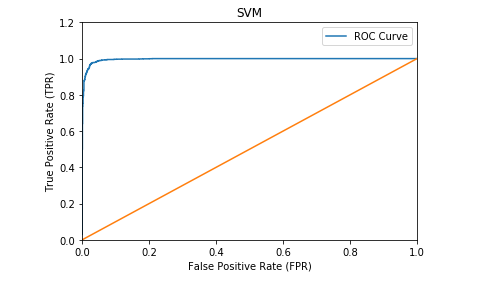 SVM
ROC Curve
True Positive Rate (TPR)
1.2
1.0
0.8
0.6
0.4
0.2
0.0
0.0 0.2 0.4 0.6 0.8 1.0
False Positive Rate (FPR)